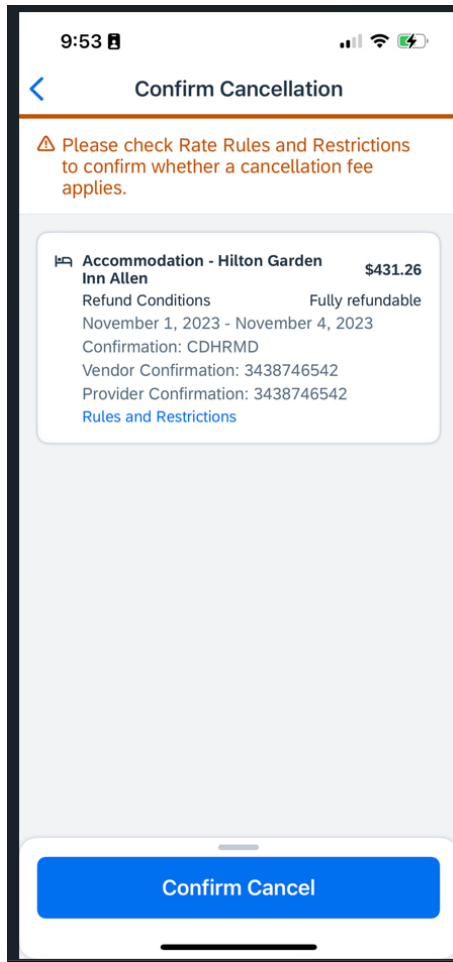 9:53
Confirm Cancellation
Please check Rate Rules and Restrictions
to confirm whether a cancellation fee
applies.
Accommodation - Hilton Garden
Inn Allen
$431.26
Refund Conditions Fully refundable
November 1, 2023 - November 4, 2023
Confirmation: CDHRMD
Vendor Confirmation: 3438746542
Provider Confirmation: 3438746542
Rules and Restrictions
Confirm Cancel